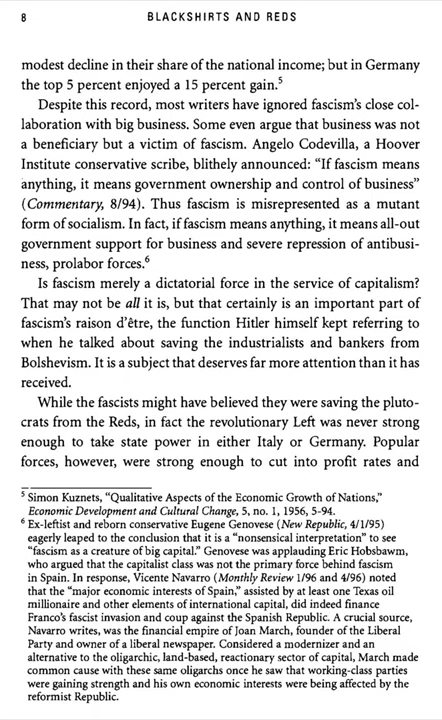 8
BLACKSHIRTS AND REDS
modest decline in their share of the national income; but in Germany
the top 5 percent enjoyed a 15 percent gain.⁵
Despite this record, most writers have ignored fascism’s close col-
laboration with big business. Some even argue that business was not
a beneficiary but a victim of fascism. Angelo Codevilla, a Hoover
Institute conservative scribe, blithely announced: “If fascism means
anything, it means government ownership and control of business”
(Commentary, 8/94). Thus fascism is misrepresented as a mutant
form of socialism. In fact, if fascism means anything, it means all-out
government support for business and severe repression of antibusi-
ness, prolabor forces.⁶
Is fascism merely a dictatorial force in the service of capitalism?
That may not be all it is, but that certainly is an important part of
fascism’s raison d’être, the function Hitler himself kept referring to
when he talked about saving the industrialists and bankers from
Bolshevism. It is a subject that deserves far more attention than it has
received.
While the fascists might have believed they were saving the pluto-
crats from the Reds, in fact the revolutionary Left was never strong
enough to take state power in either Italy or Germany. Popular
forces, however, were strong enough to cut into profit rates and
⁵ Simon Kuznets, “Qualitative Aspects of the Economic Growth of Nations,”
Economic Development and Cultural Change, 5, no. 1, 1956, 5-94.
⁶ Ex-leftist and reborn conservative Eugene Genovese (New Republic, 4/1/95)
eagerly leaped to the conclusion that it is a “nonsensical interpretation” to see
“fascism as a creature of big capital.” Genovese was applauding Eric Hobsbawm,
who argued that the capitalist class was not the primary force behind fascism
in Spain. In response, Vicente Navarro (Monthly Review 1/96 and 4/96) noted
that the “major economic interests of Spain,” assisted by at least one Texas oil
millionaire and other elements of international capital, did indeed finance
Franco’s fascist invasion and coup against the Spanish Republic. A crucial source,
Navarro writes, was the financial empire of Joan March, founder of the Liberal
Party and owner of a liberal newspaper. Considered a modernizer and an
alternative to the oligarchic, land-based, reactionary sector of capital, March made
common cause with these same oligarchs once he saw that working-class parties
were gaining strength and his own economic interests were being affected by the
reformist Republic.